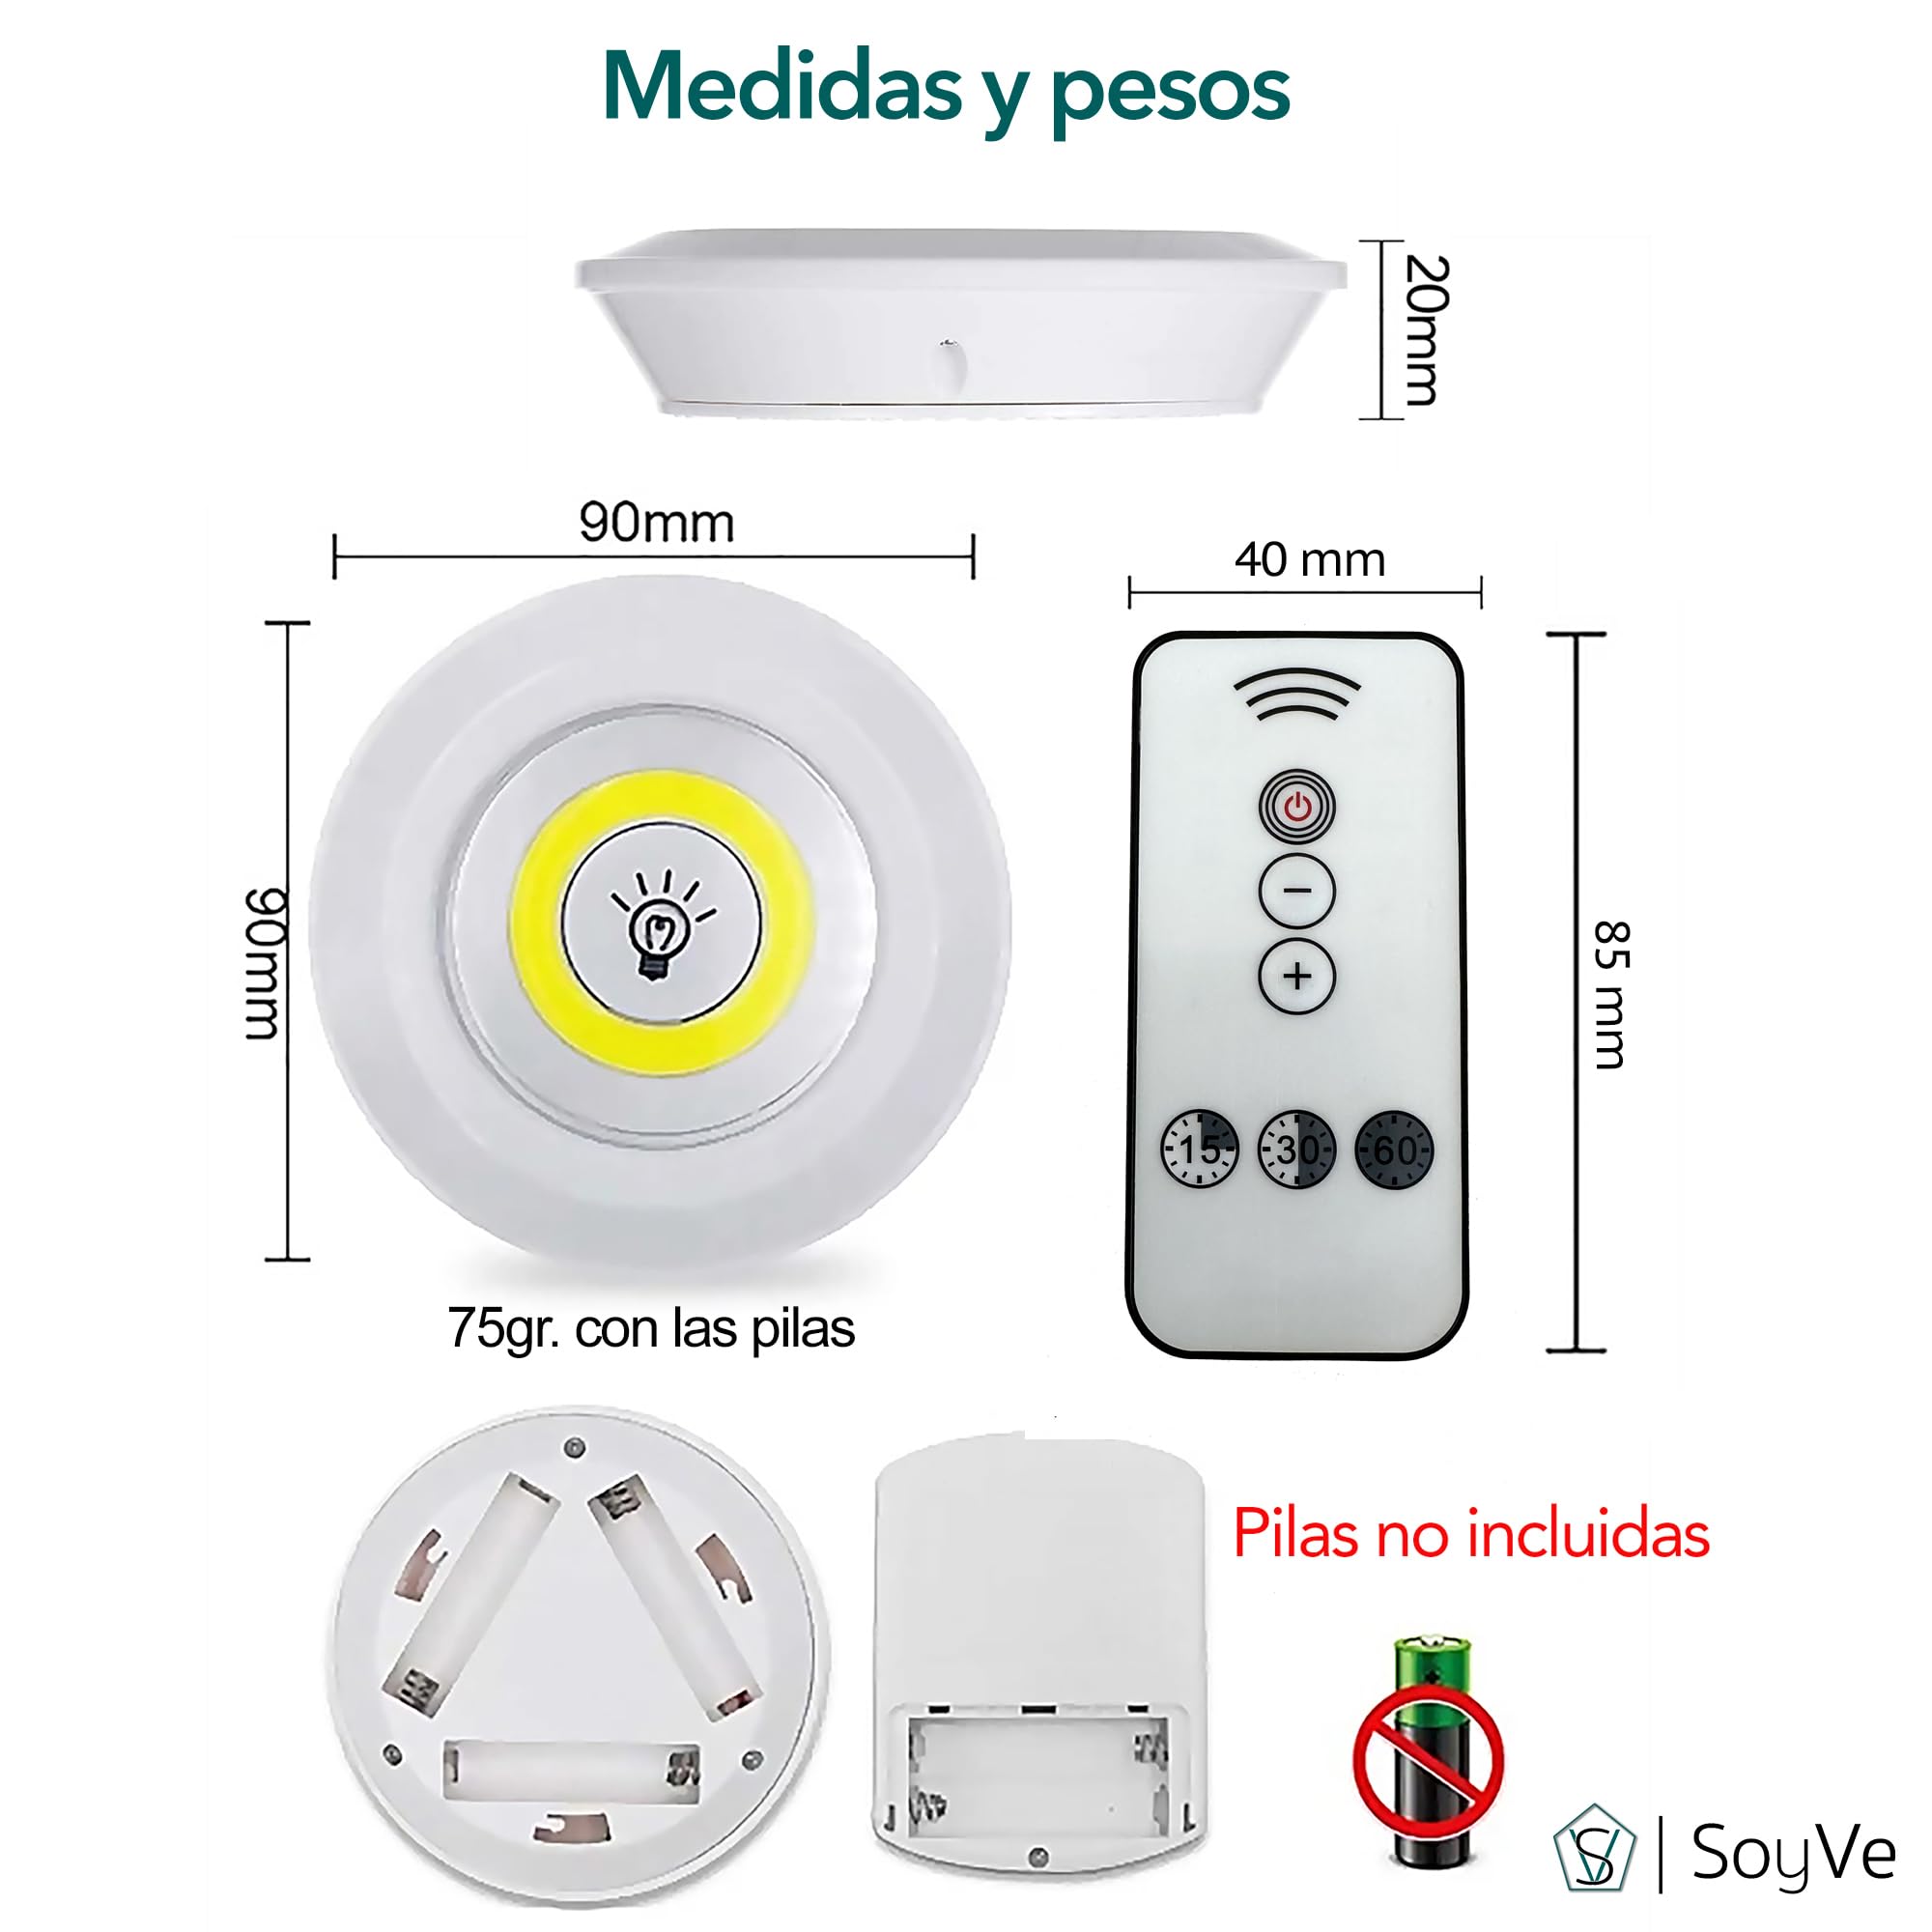 Medidas y pesos
20mm
90mm
40 mm
90mm
85 mm
15 30 60
75gr. con las pilas
Pilas no incluidas
SV | SoyVe